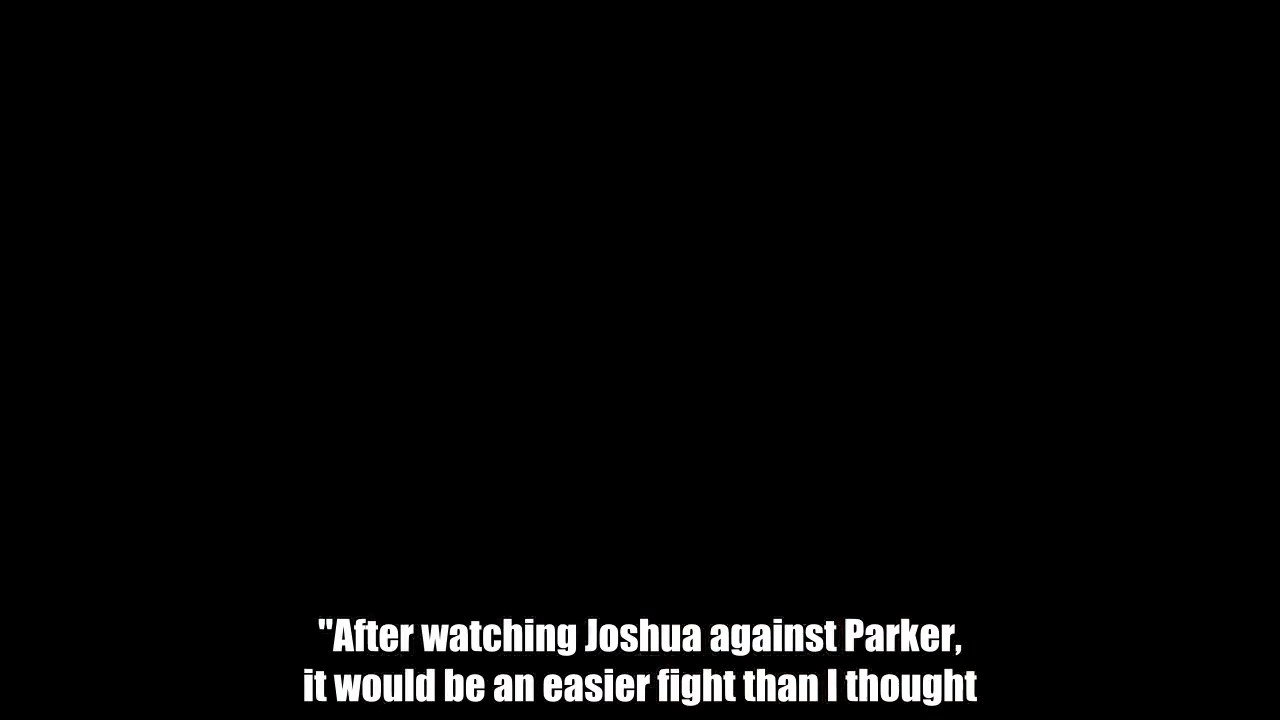 "After watching Joshua against Parker,
it would be an easier fight than I thought